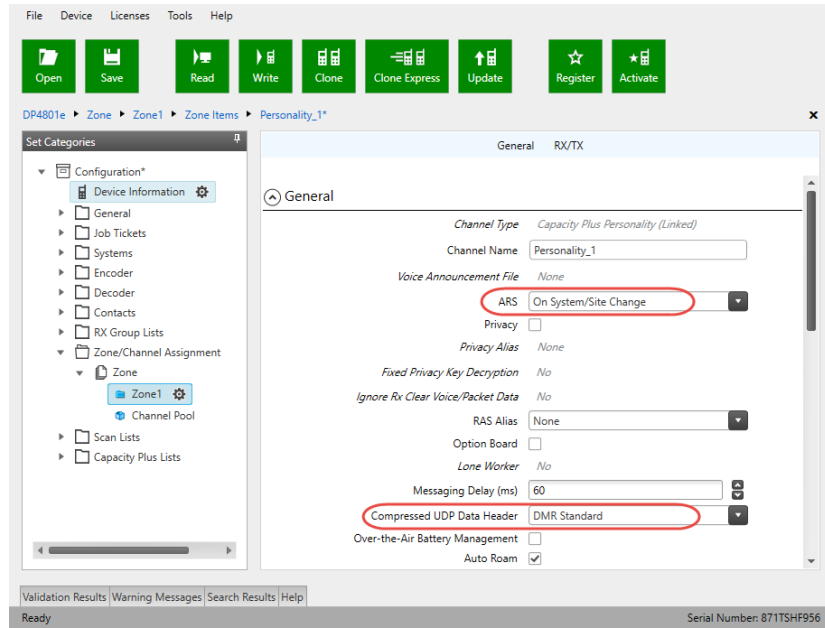 File Device Licenses Tools Help
Open Save Read Write Clone Clone Express Update Register Activate
DP4801e Zone Zone1 Zone Items Personality_1*
Set Categories
Configuration*
Device Information
General
Job Tickets
Systems
Encoder
Decoder
Contacts
RX Group Lists
Zone/Channel Assignment
Zone
Zone1
Channel Pool
Scan Lists
Capacity Plus Lists
General RX/TX
General
Channel Type Capacity Plus Personality (Linked)
Channel Name Personality_1
Voice Announcement File None
ARS On System/Site Change
Privacy
Privacy Alias None
Fixed Privacy Key Decryption No
Ignore Rx Clear Voice/Packet Data No
RAS Alias None
Option Board
Lone Worker No
Messaging Delay (ms) 60
Compressed UDP Data Header DMR Standard
Over-the-Air Battery Management
Auto Roam
Validation Results Warning Messages Search Results Help
Ready Serial Number: 871TSHF956